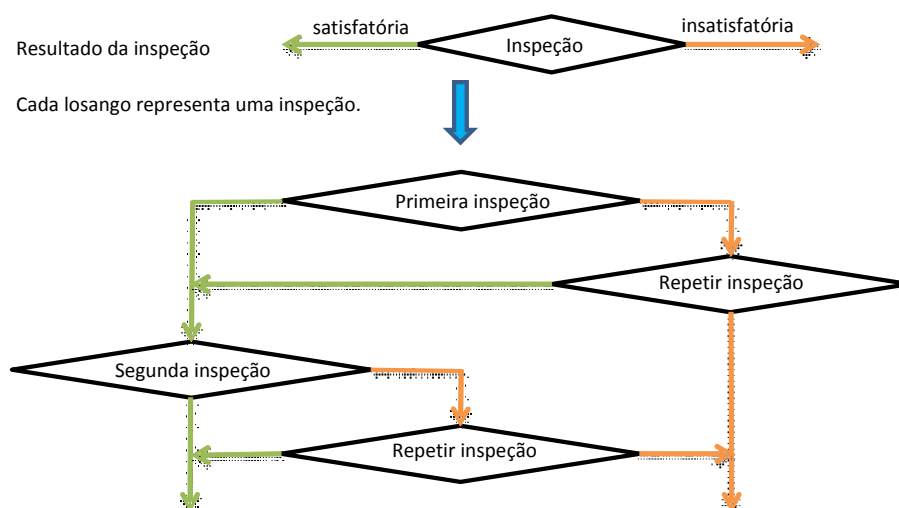 satisfatória
insatisfatória
Resultado da inspeção
Inspeção
Cada losango representa uma inspeção.
Primeira inspeção
Repetir inspeção
Segunda inspeção
Repetir inspeção